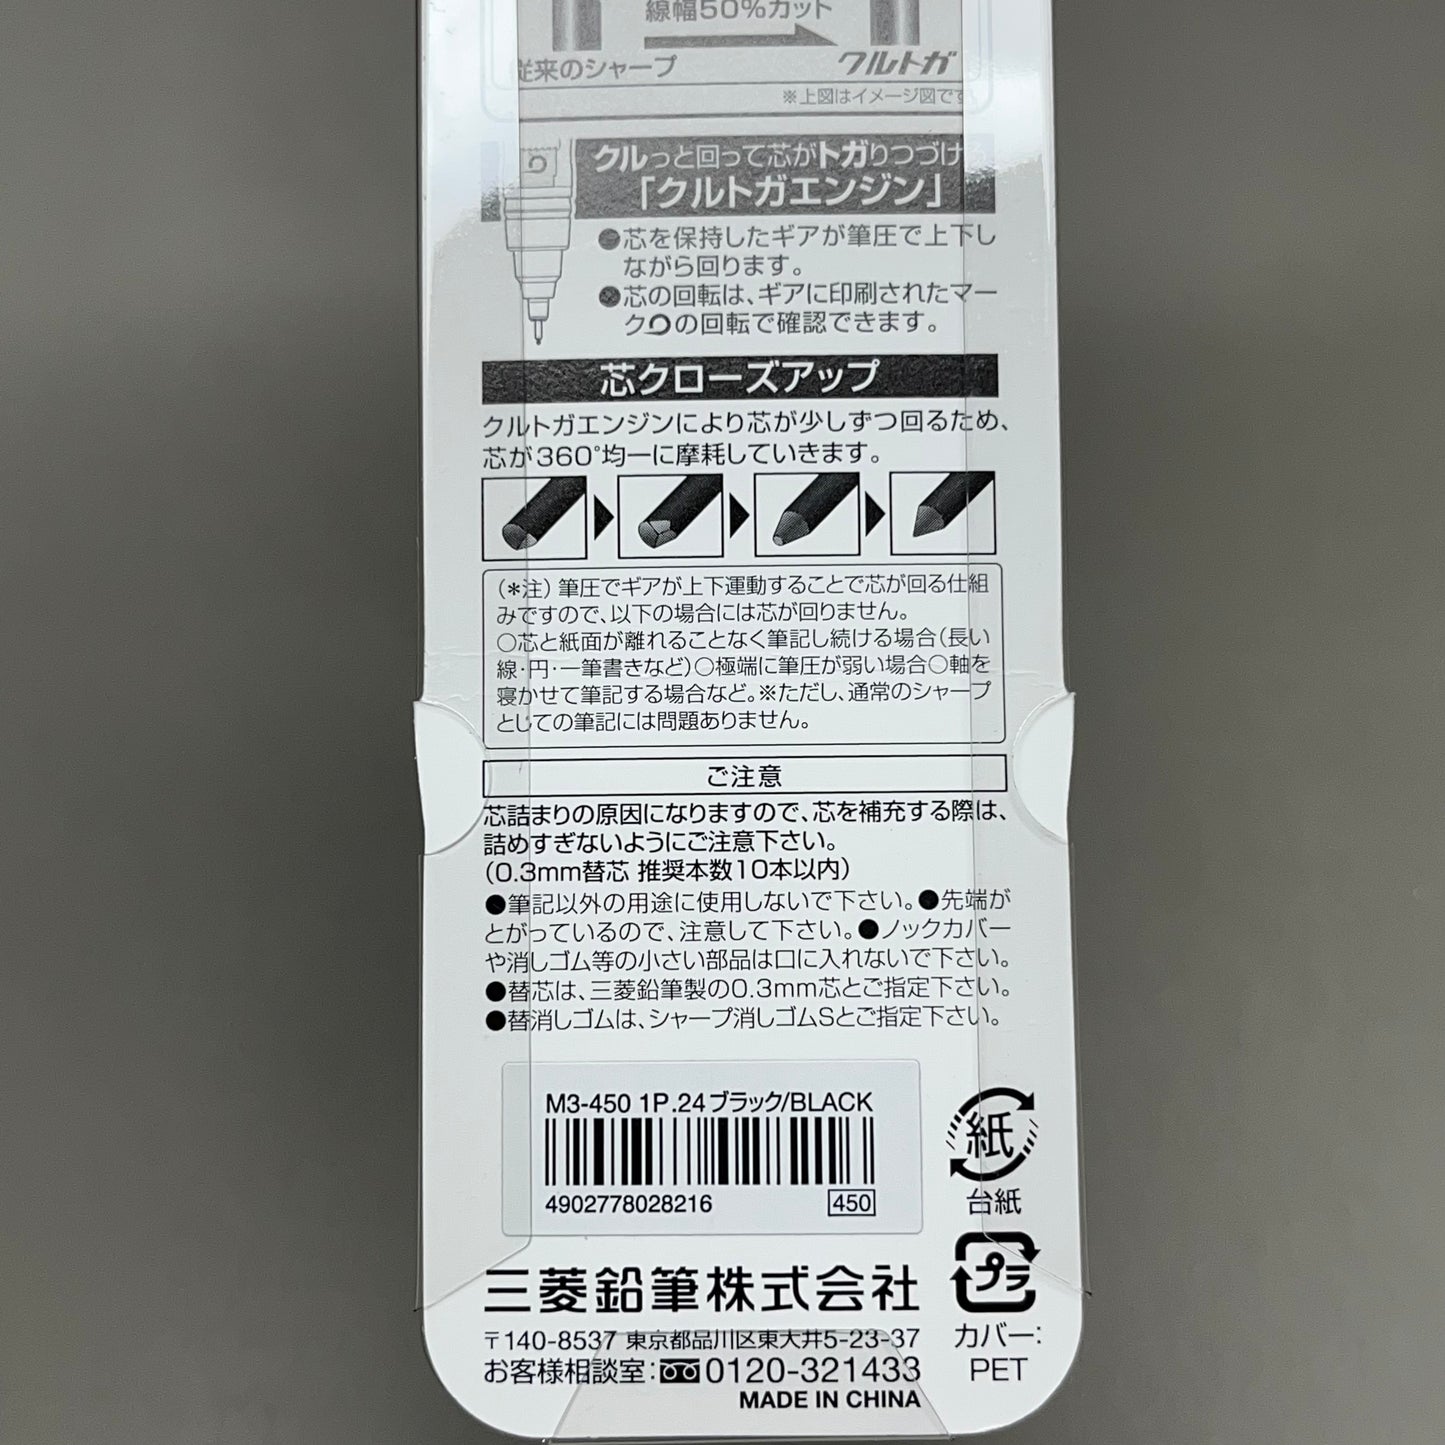 線幅50%カット
従来のシャープ
クルトガ
※上図はイメージ図です
クルっと回って芯がトガりつづける
「クルトガエンジン」
●芯を保持したギアが筆圧で上下し
ながら回ります。
●芯の回転は、ギアに印刷されたマー
クの回転で確認できます。
芯クローズアップ
クルトガエンジンにより芯が少しずつ回るため、
芯が360°均一に摩耗していきます。
(*注) 筆圧でギアが上下運動することで芯が回る仕組
みですので、以下の場合には芯が回りません。
○芯と紙面が離れることなく筆記し続ける場合(長い
線・円・一筆書きなど)○極端に筆圧が弱い場合○軸を
寝かせて筆記する場合など。※ただし、通常のシャープ
としての筆記には問題ありません。
ご注意
芯詰まりの原因になりますので、芯を補充する際は、
詰めすぎないようにご注意下さい。
(0.3mm替芯 推奨本数10本以内)
●筆記以外の用途に使用しないで下さい。●先端が
とがっているので、注意して下さい。●ノックカバー
や消しゴム等の小さい部品は口に入れないで下さい。
●替芯は、三菱鉛筆製の0.3mm芯とご指定下さい。
●替消しゴムは、シャープ消しゴムSとご指定下さい。
M3-450 1P.24 ブラック/BLACK
4902778028216
450
紙
台紙
プラ
カバー:
PET
三菱鉛筆株式会社
〒140-8537 東京都品川区東大井5-23-37
お客様相談室:0120-321433
MADE IN CHINA